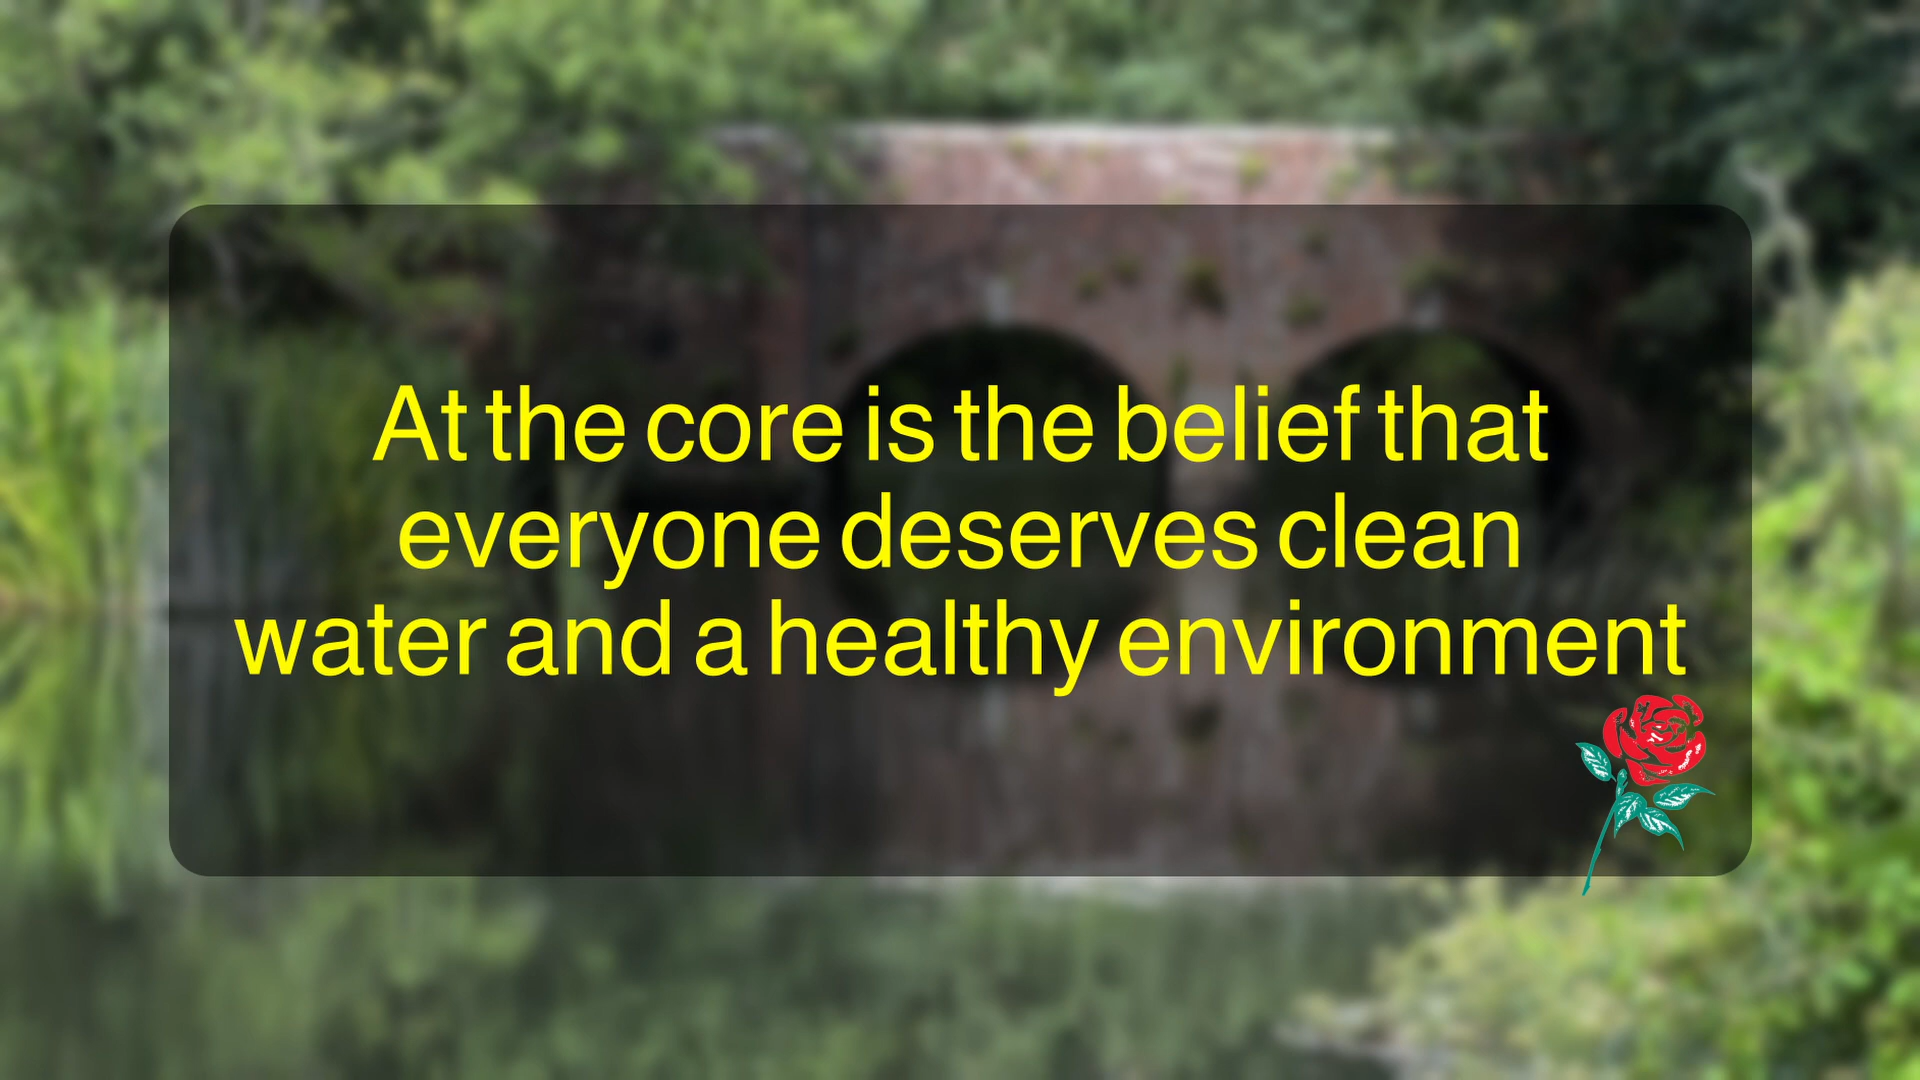 At the core is the belief that
everyone deserves clean
water and a healthy environment